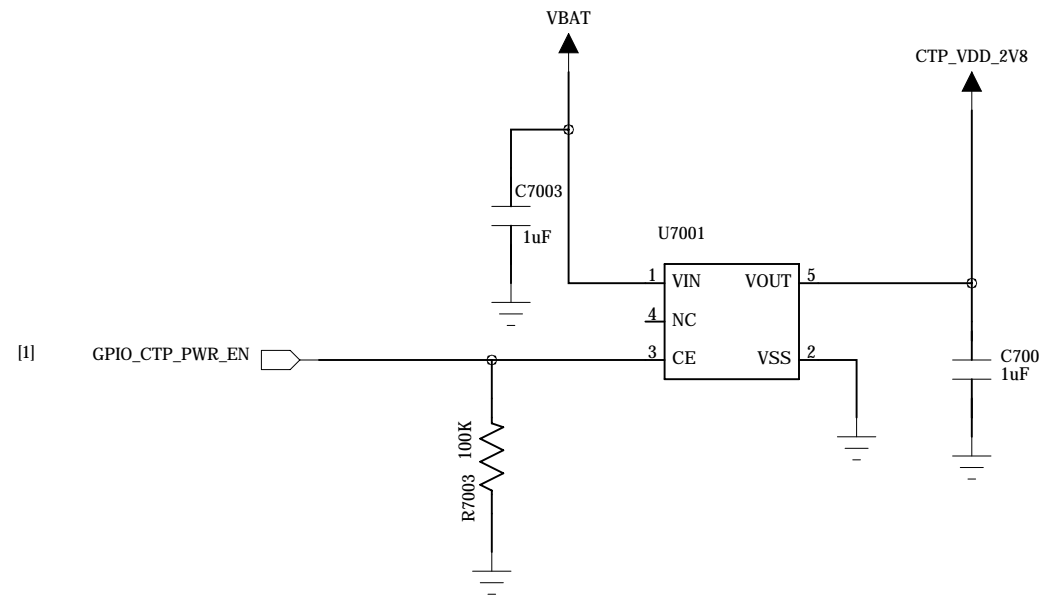 VBAT
CTP_VDD_2V8
C7003
1uF
U7001
1 VIN VOUT 5
4 NC
[1] GPIO_CTP_PWR_EN 3 CE VSS 2
C700
1uF
100K
R7003